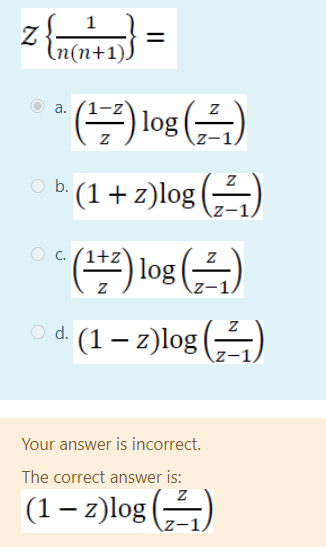 z{1/n(n+1)} =
a. ((1−z)/z) log (z/(z−1))
b. (1 + z)log (z/(z−1))
c. ((1+z)/z) log (z/(z−1))
d. (1 − z)log (z/(z−1))
Your answer is incorrect.
The correct answer is:
(1 − z)log (z/(z−1))